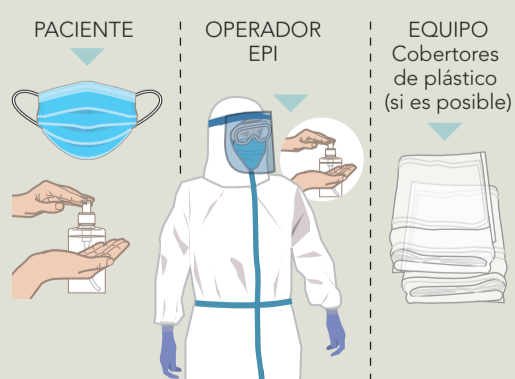 PACIENTE
OPERADOR
EPI
EQUIPO
Cobertores
de plástico
(si es posible)